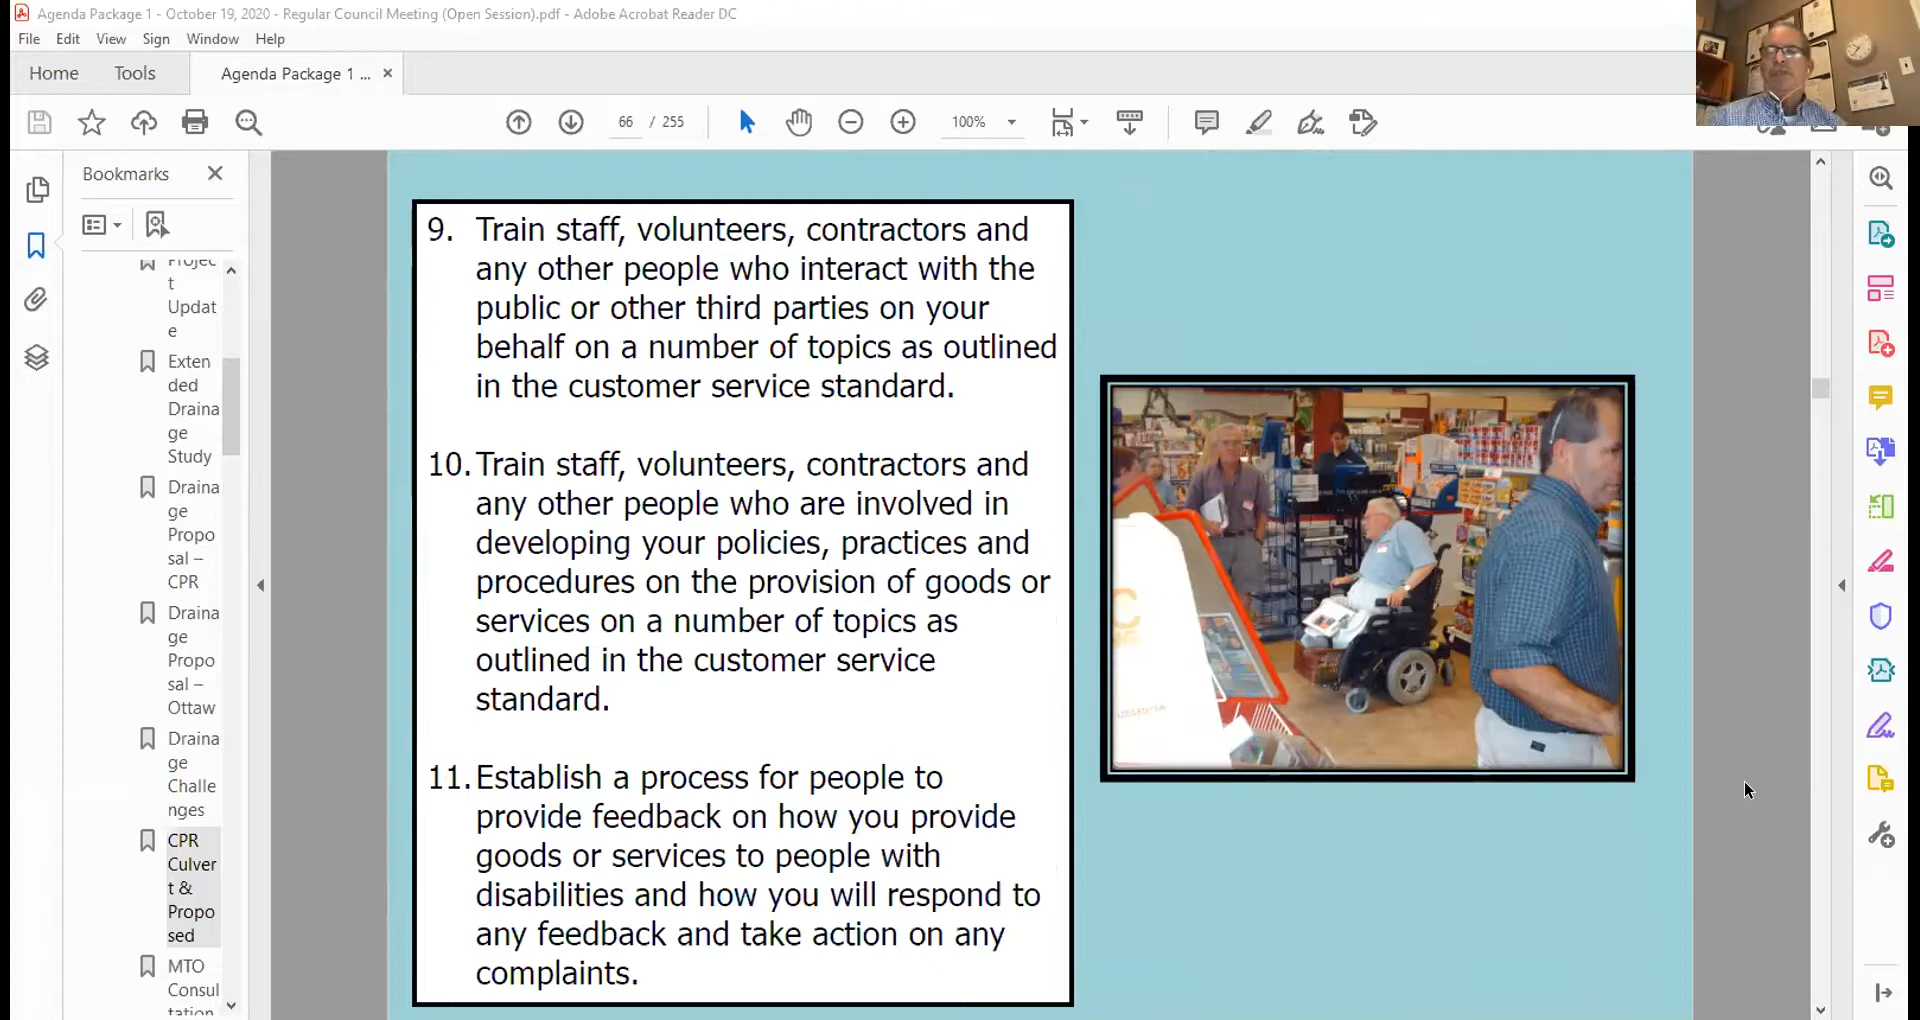 Agenda Package 1 - October 19, 2020 - Regular Council Meeting (Open Session).pdf - Adobe Acrobat Reader DC
File Edit View Sign Window Help
Home Tools Agenda Package 1 ... ×
66 / 255 100%
Bookmarks
Projec
t
Updat
e
Exten
ded
Draina
ge
Study
Draina
ge
Propo
sal –
CPR
Draina
ge
Propo
sal –
Ottaw
Draina
ge
Challe
nges
CPR
Culver
t &
Propo
sed
MTO
Consul
tation
9. Train staff, volunteers, contractors and
any other people who interact with the
public or other third parties on your
behalf on a number of topics as outlined
in the customer service standard.
10. Train staff, volunteers, contractors and
any other people who are involved in
developing your policies, practices and
procedures on the provision of goods or
services on a number of topics as
outlined in the customer service
standard.
11. Establish a process for people to
provide feedback on how you provide
goods or services to people with
disabilities and how you will respond to
any feedback and take action on any
complaints.